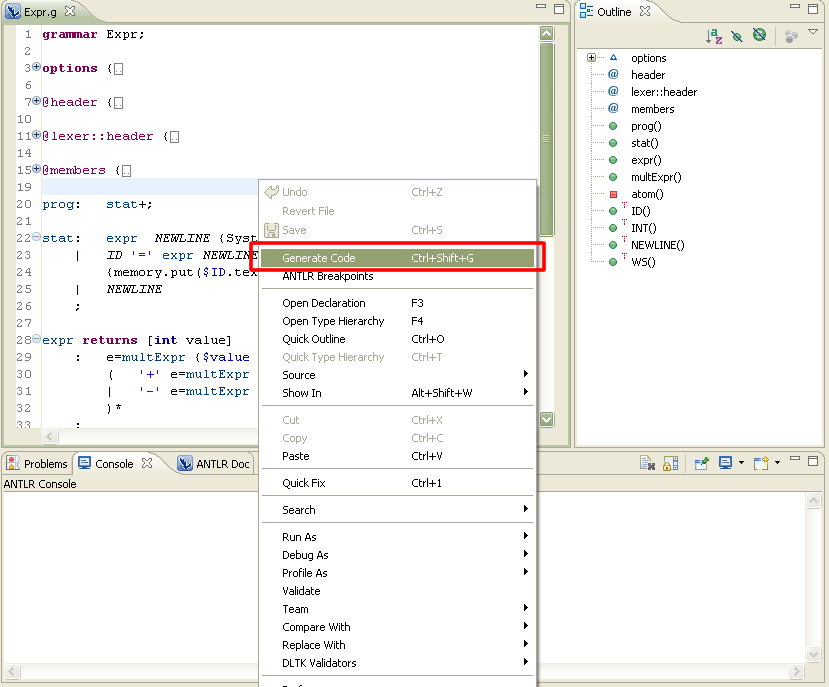 Expr.g
1 grammar Expr;
2
3 options {
6
7 @header {
10
11 @lexer::header {
14
15 @members {
19
20 prog:   stat+;
21
22 stat:   expr  NEWLINE {Syst
23     |   ID '=' expr NEWLINE
24         {memory.put($ID.tex
25     |   NEWLINE
26     ;
27
28 expr returns [int value]
29     :   e=multExpr {$value
30         (   '+' e=multExpr
31         |   '-' e=multExpr
32         )*
33     ;
Undo Ctrl+Z
Revert File
Save Ctrl+S
Generate Code Ctrl+Shift+G
ANTLR Breakpoints
Open Declaration F3
Open Type Hierarchy F4
Quick Outline Ctrl+O
Quick Type Hierarchy Ctrl+T
Source
Show In Alt+Shift+W
Cut Ctrl+X
Copy Ctrl+C
Paste Ctrl+V
Quick Fix Ctrl+1
Search
Run As
Debug As
Profile As
Validate
Team
Compare With
Replace With
DLTK Validators
Outline
options
header
lexer::header
members
prog()
stat()
expr()
multExpr()
atom()
ID()
INT()
NEWLINE()
WS()
Problems Console ANTLR Doc
ANTLR Console